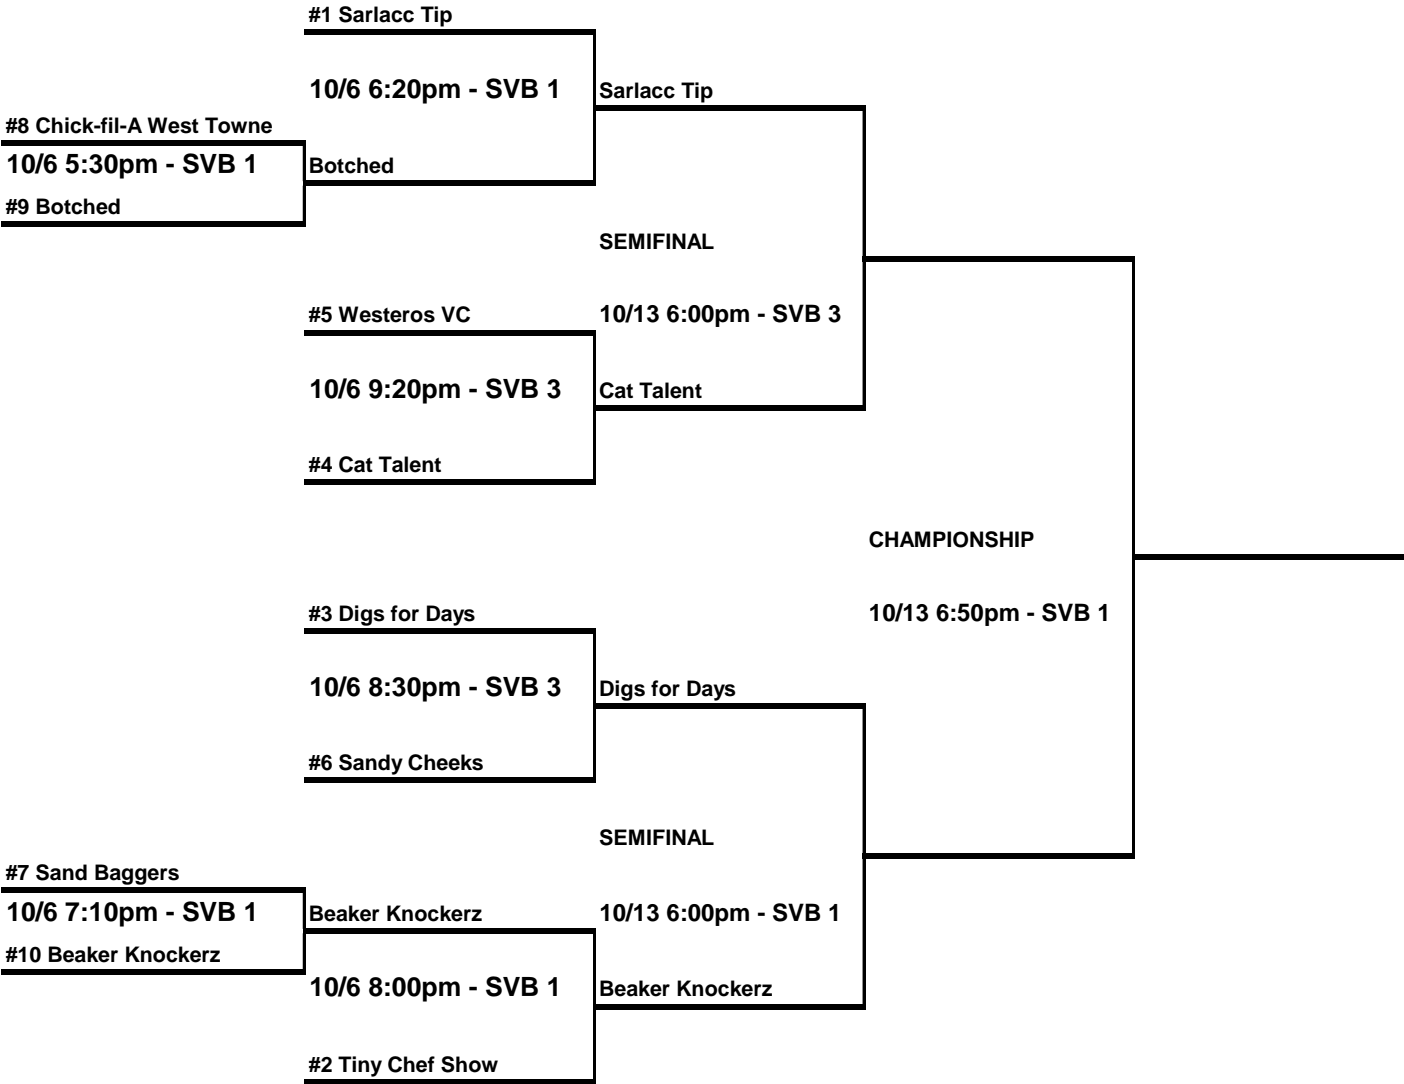 #1 Sarlacc Tip
10/6 6:20pm - SVB 1
Sarlacc Tip
#8 Chick-fil-A West Towne
10/6 5:30pm - SVB 1
Botched
#9 Botched
SEMIFINAL
#5 Westeros VC
10/13 6:00pm - SVB 3
10/6 9:20pm - SVB 3
Cat Talent
#4 Cat Talent
CHAMPIONSHIP
#3 Digs for Days
10/13 6:50pm - SVB 1
10/6 8:30pm - SVB 3
Digs for Days
#6 Sandy Cheeks
SEMIFINAL
#7 Sand Baggers
10/6 7:10pm - SVB 1
Beaker Knockerz
10/13 6:00pm - SVB 1
#10 Beaker Knockerz
10/6 8:00pm - SVB 1
Beaker Knockerz
#2 Tiny Chef Show